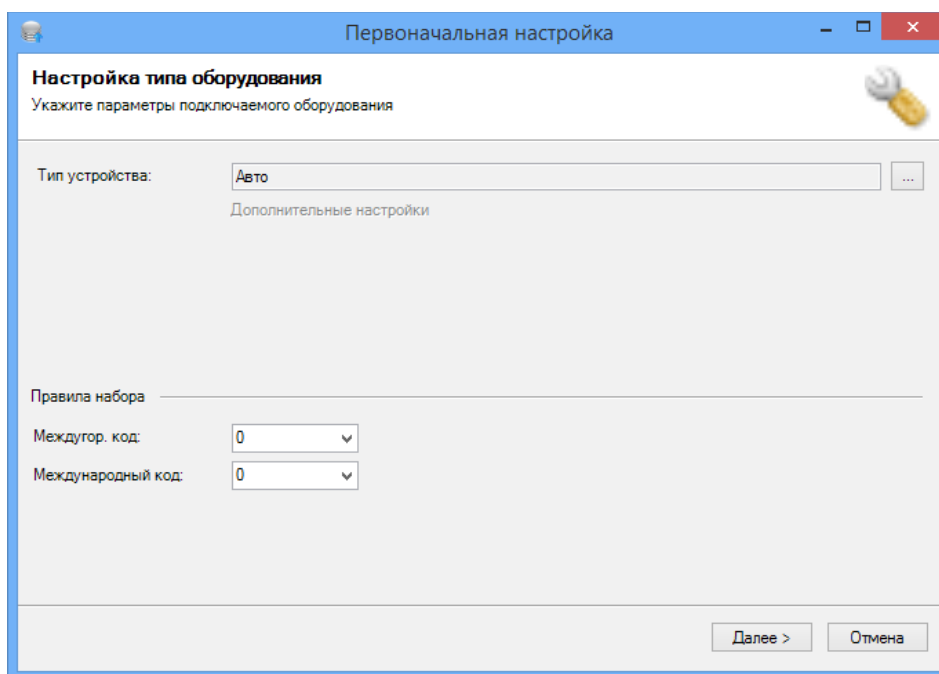 Первоначальная настройка
Настройка типа оборудования
Укажите параметры подключаемого оборудования
Тип устройства: Авто ...
Дополнительные настройки
Правила набора
Междугор. код: 0
Международный код: 0
Далее > Отмена